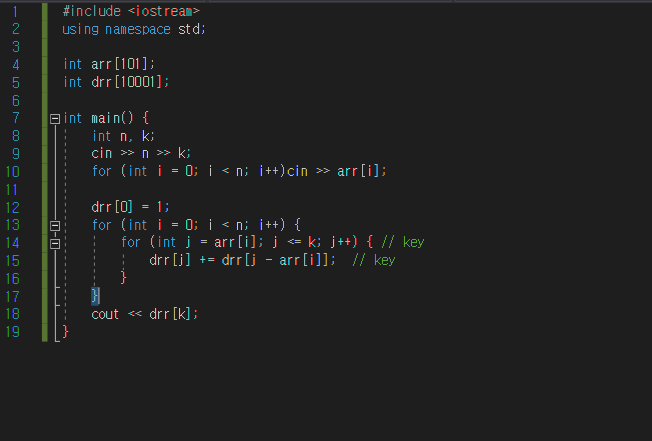 1 #include <iostream>
2 using namespace std;
3
4 int arr[101];
5 int drr[10001];
6
7 int main() {
8 int n, k;
9 cin >> n >> k;
10 for (int i = 0; i < n; i++)cin >> arr[i];
11
12 drr[0] = 1;
13 for (int i = 0; i < n; i++) {
14 for (int j = arr[i]; j <= k; j++) { // key
15 drr[j] += drr[j - arr[i]]; // key
16 }
17 }
18 cout << drr[k];
19 }